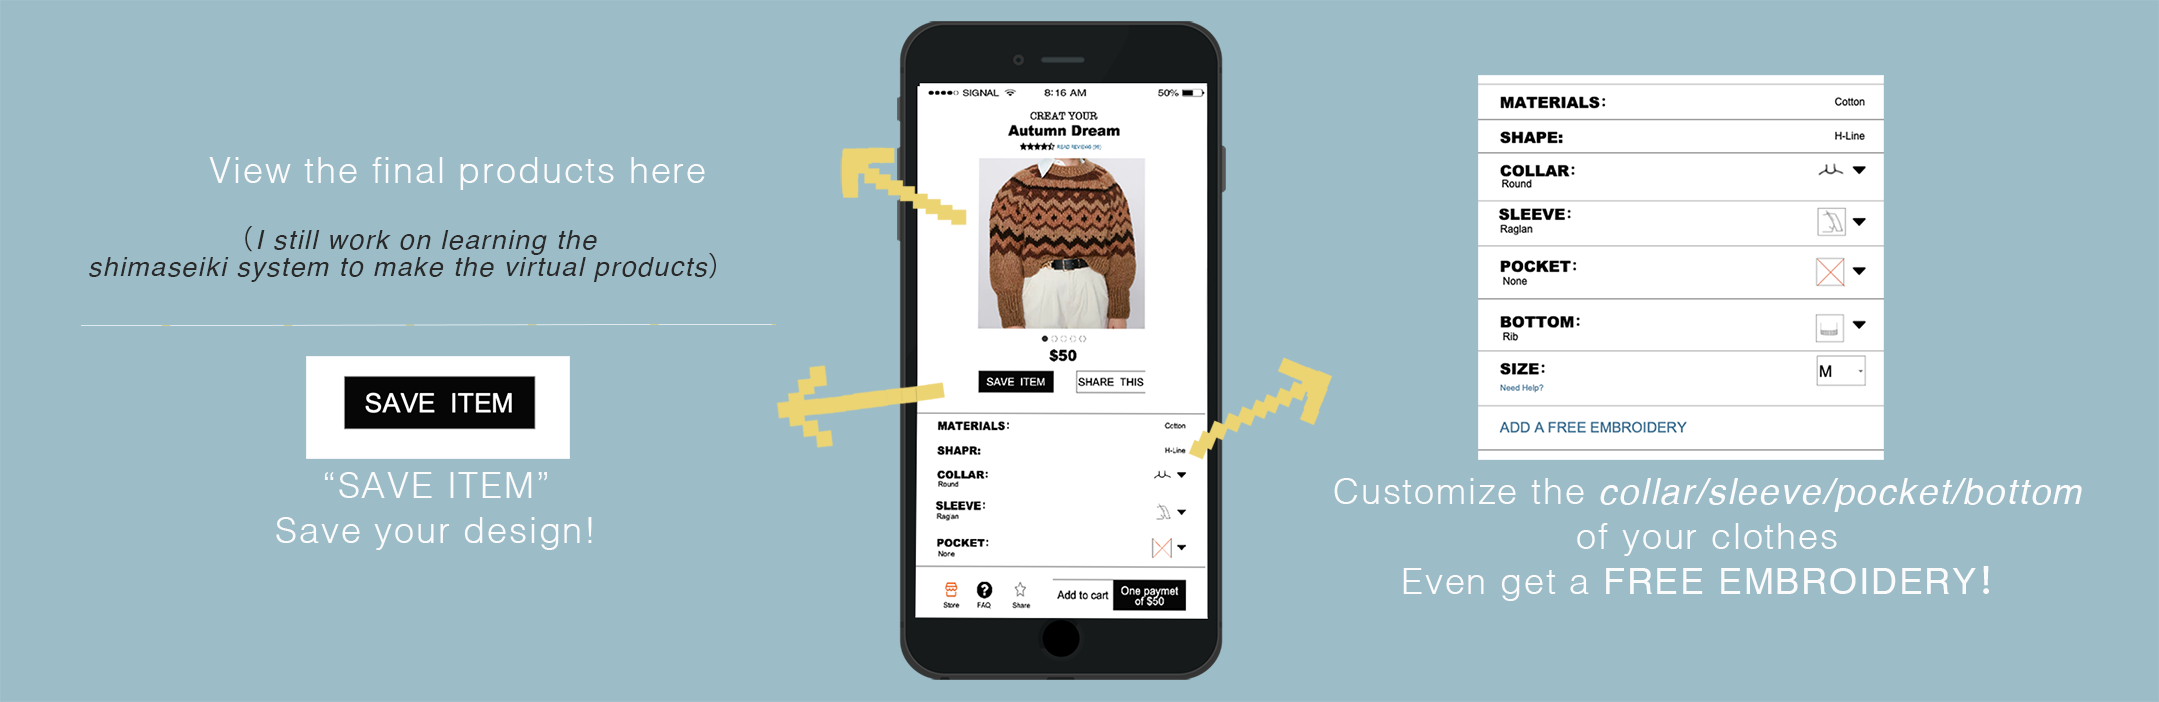 View the final products here
(I still work on learning the
shimaseiki system to make the virtual products)
SAVE ITEM
“SAVE ITEM”
Save your design!
SIGNAL 8:16 AM 50%
CREAT YOUR
Autumn Dream
READ REVIEWS (96)
$50
SAVE ITEM SHARE THIS
MATERIALS: Cotton
SHAPR: H-Line
COLLAR:
Round
SLEEVE:
Raglan
POCKET:
None
Store FAQ Share
Add to cart
One paymet
of $50
MATERIALS: Cotton
SHAPE: H-Line
COLLAR:
Round
SLEEVE:
Raglan
POCKET:
None
BOTTOM:
Rib
SIZE: M
Need Help?
ADD A FREE EMBROIDERY
Customize the collar/sleeve/pocket/bottom
of your clothes
Even get a FREE EMBROIDERY!